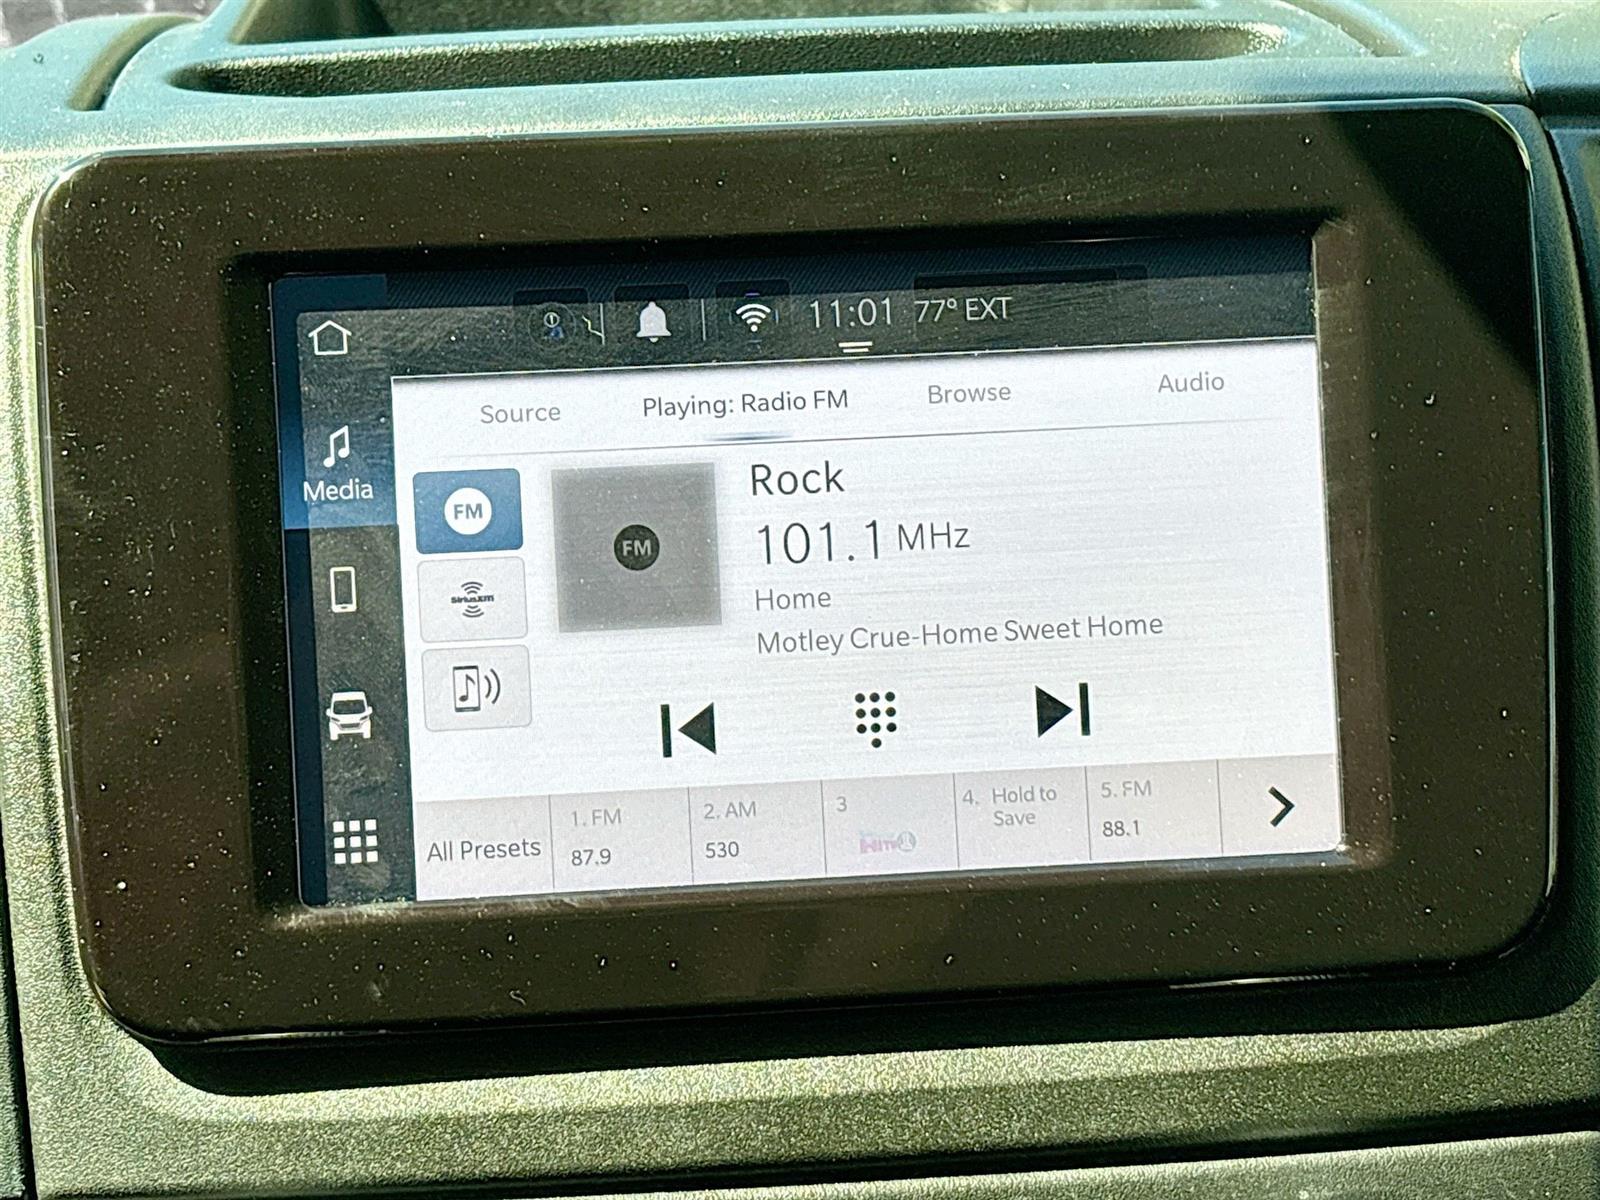 11:01 77° EXT
Source Playing: Radio FM Browse Audio
Media
FM
FM
SiriusXM
Rock
101.1 MHz
Home
Motley Crue-Home Sweet Home
All Presets
1. FM
87.9
2. AM
530
3
4. Hold to
Save
5. FM
88.1